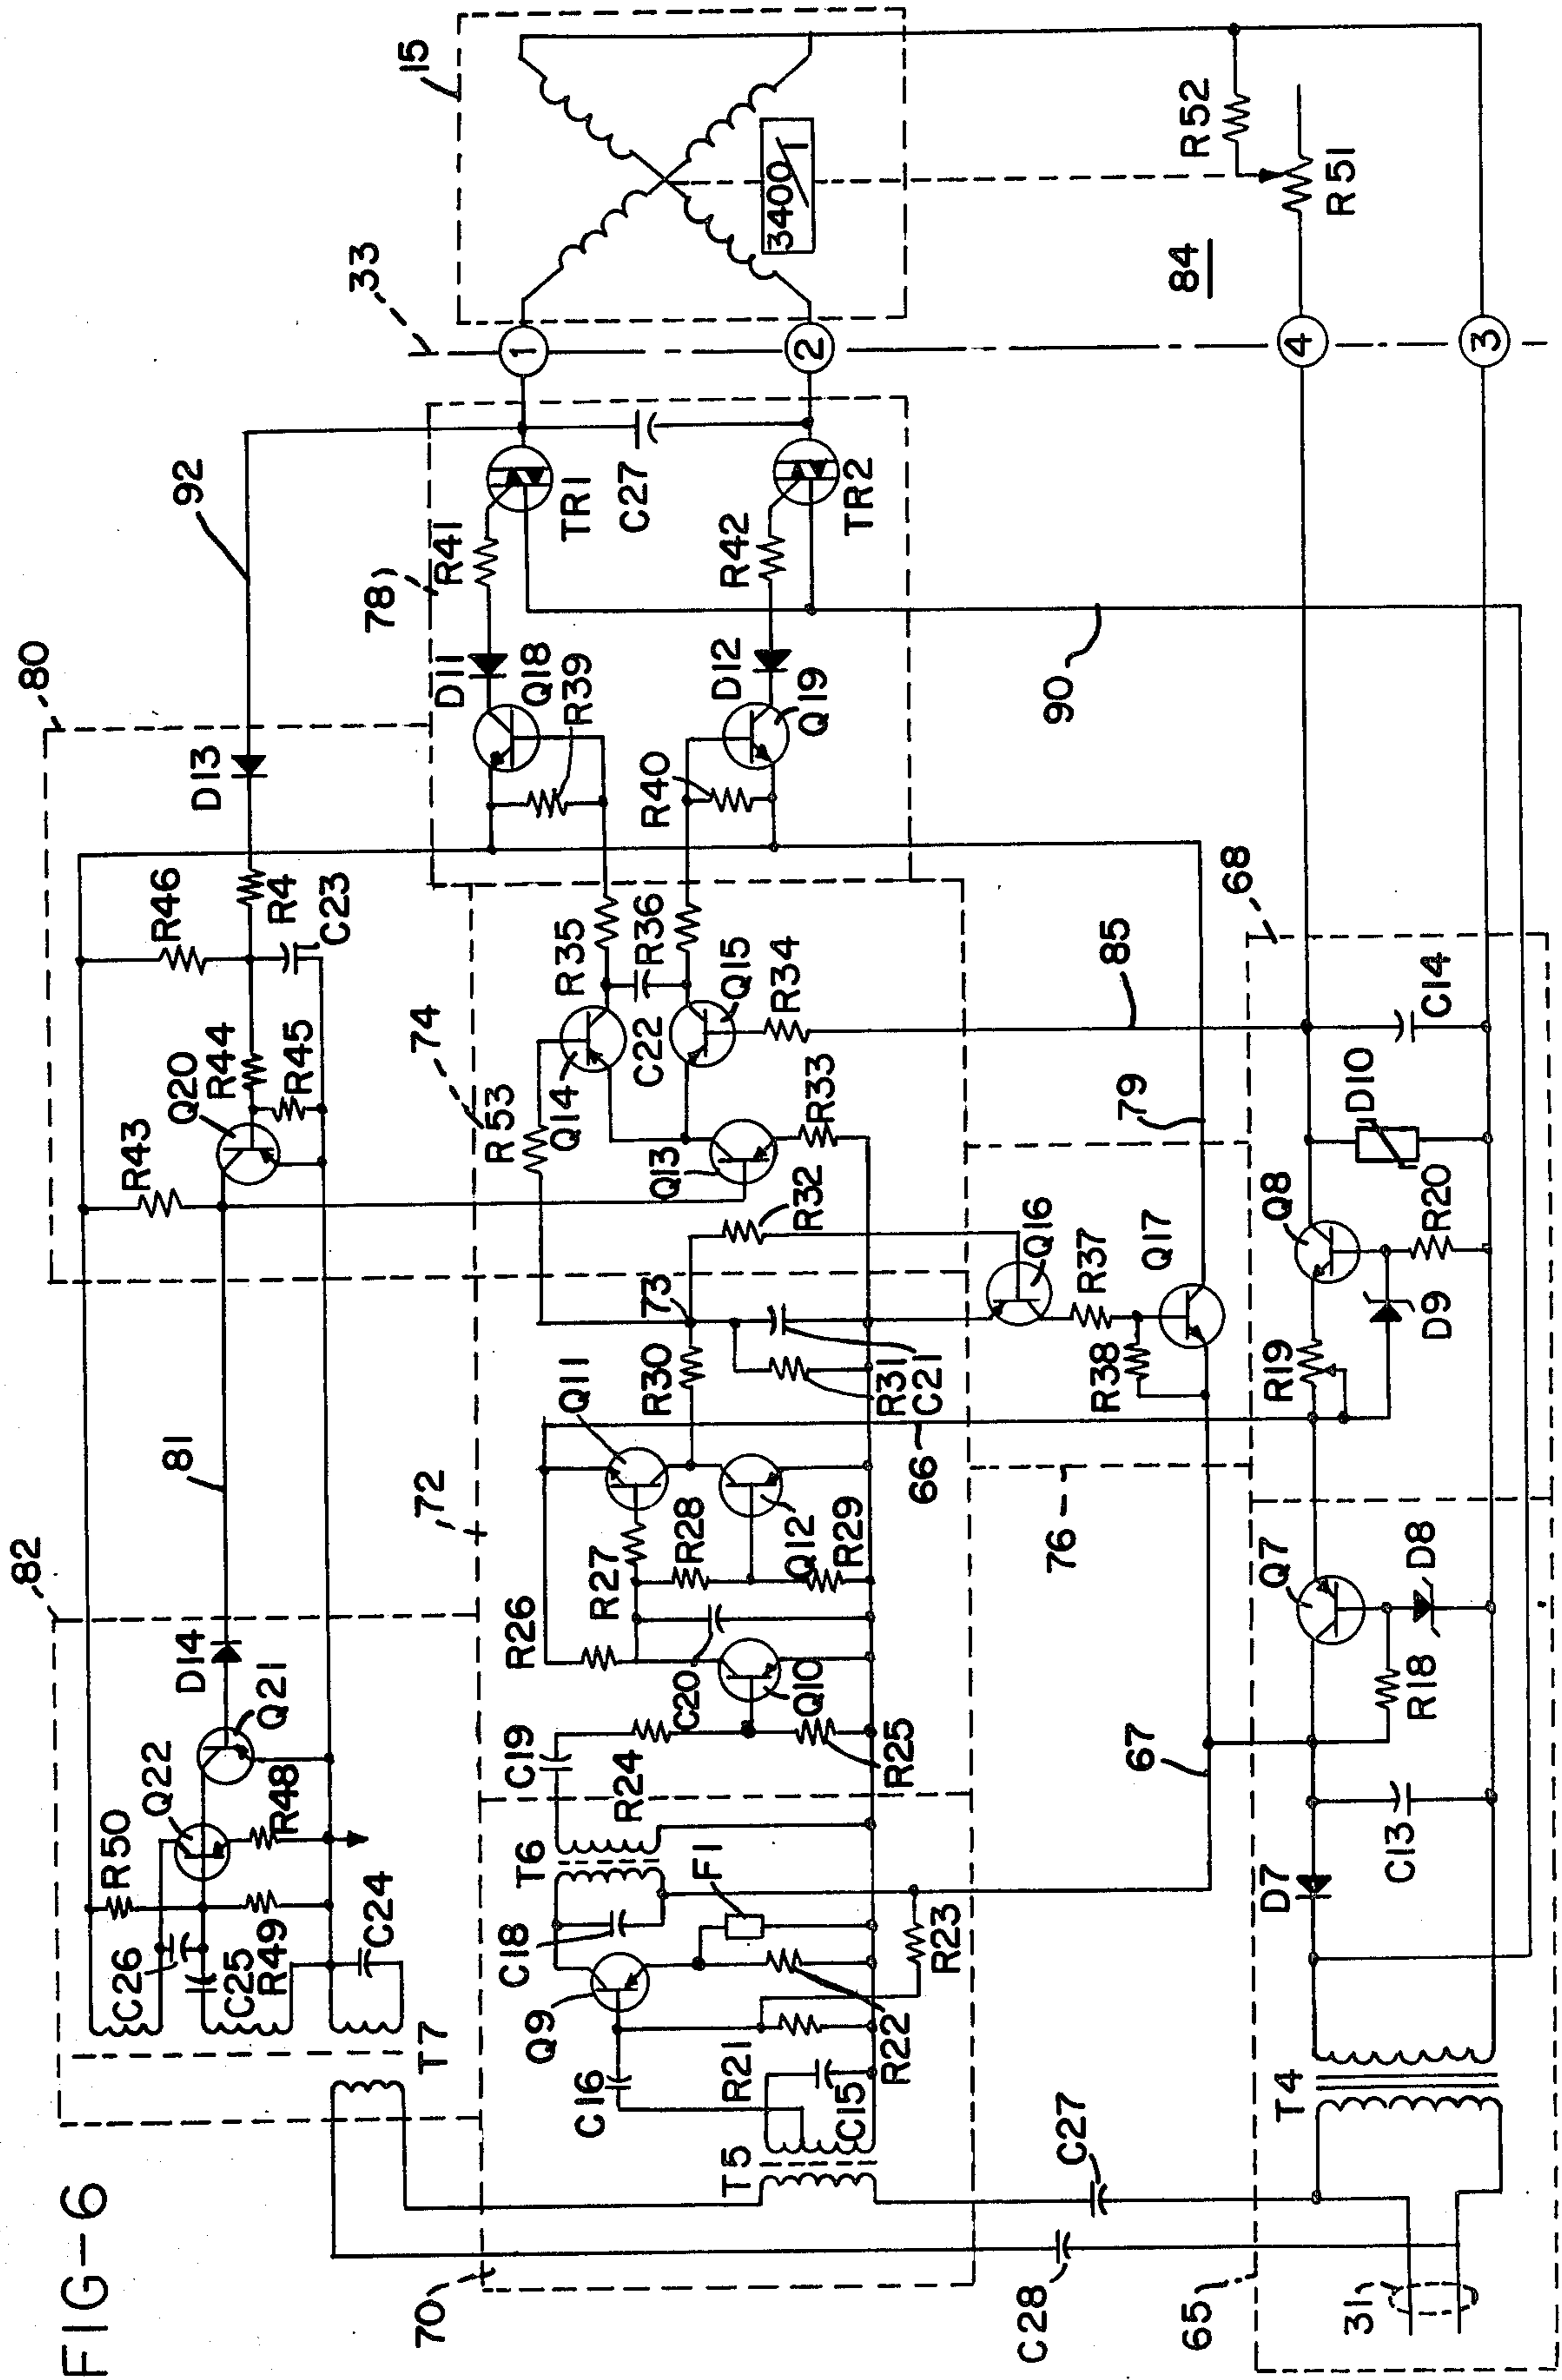 FIG-6
82
81
80
92
33
15
R50
Q22
D14
Q21
R48
C26
C25
R49
C24
T7
R43
Q20
R44
R45
R46
R4
C23
D13
78
D11
R41
Q18
R39
TR1
C27
D12
R42
Q19
R40
TR2
1
2
3400
R52
R51
84
4
3
70
T6
C19
R24
F1
C18
Q9
C16
R21
R22
R23
T5
C15
R26
72
R27
R28
Q11
Q12
R29
C20
Q10
R25
R30
73
R31
C21
66
74
R53
Q14
C22
R35
R36
Q15
R34
Q13
R33
R32
Q16
R37
Q17
R38
76
79
85
90
67
C28
C27
65
31
T4
D7
C13
Q7
R18
D8
68
R19
D9
Q8
R20
D10
C14